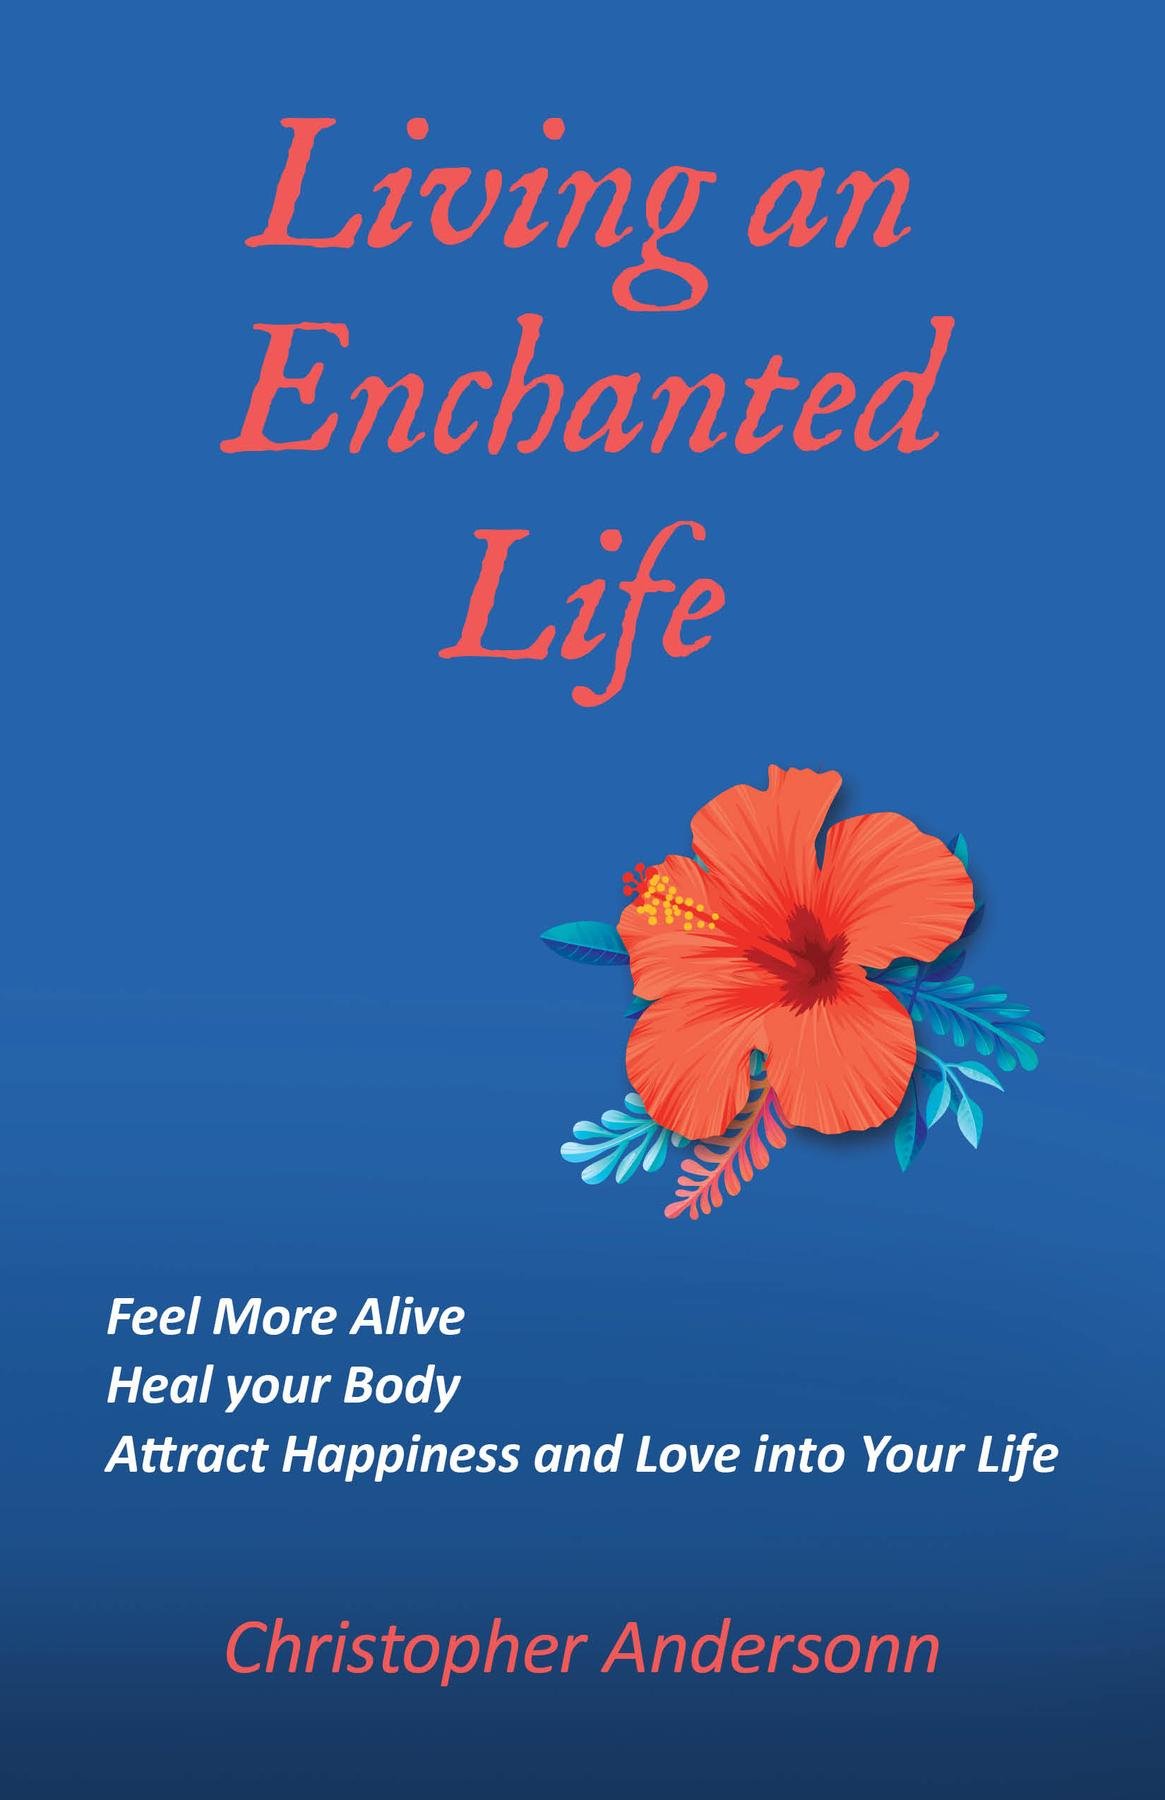 Living an
Enchanted
Life
Feel More Alive
Heal your Body
Attract Happiness and Love into Your Life
Christopher Andersonn